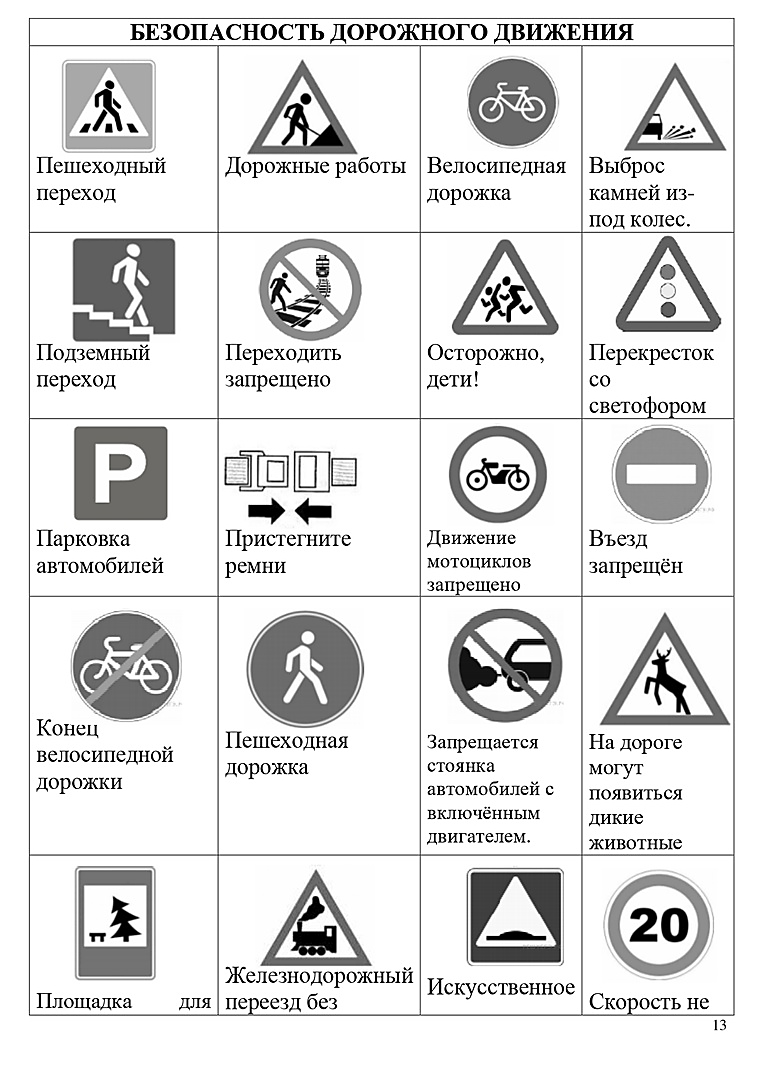 БЕЗОПАСНОСТЬ ДОРОЖНОГО ДВИЖЕНИЯ
Пешеходный
переход
Дорожные работы
Велосипедная
дорожка
Выброс
камней из-
под колес.
Подземный
переход
Переходить
запрещено
Осторожно,
дети!
Перекресток
со
светофором
P
Парковка
автомобилей
Пристегните
ремни
Движение
мотоциклов
запрещено
Въезд
запрещён
Конец
велосипедной
дорожки
Пешеходная
дорожка
Запрещается
стоянка
автомобилей с
включённым
двигателем.
На дороге
могут
появиться
дикие
животные
Площадка для
Железнодорожный
переезд без
Искусственное
20
Скорость не
13